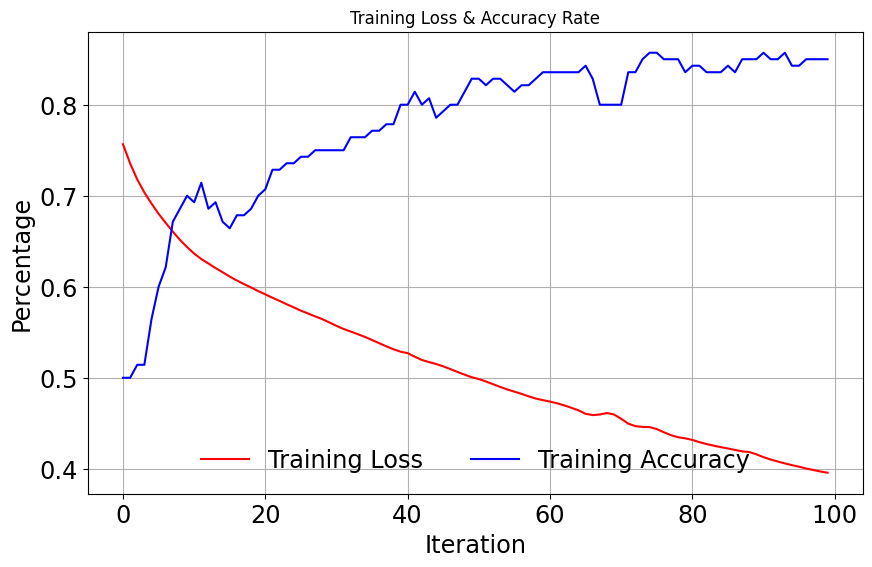 Training Loss & Accuracy Rate
Percentage
0.8
0.7
0.6
0.5
0.4
Training Loss Training Accuracy
0 20 40 60 80 100
Iteration